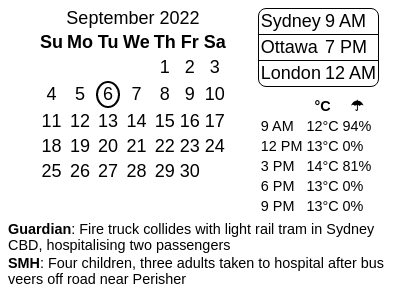 September 2022
Su Mo Tu We Th Fr Sa
1 2 3
4 5 6 7 8 9 10
11 12 13 14 15 16 17
18 19 20 21 22 23 24
25 26 27 28 29 30
Sydney 9 AM
Ottawa 7 PM
London 12 AM
°C ☂
9 AM 12°C 94%
12 PM 13°C 0%
3 PM 14°C 81%
6 PM 13°C 0%
9 PM 13°C 0%
Guardian: Fire truck collides with light rail tram in Sydney
CBD, hospitalising two passengers
SMH: Four children, three adults taken to hospital after bus
veers off road near Perisher